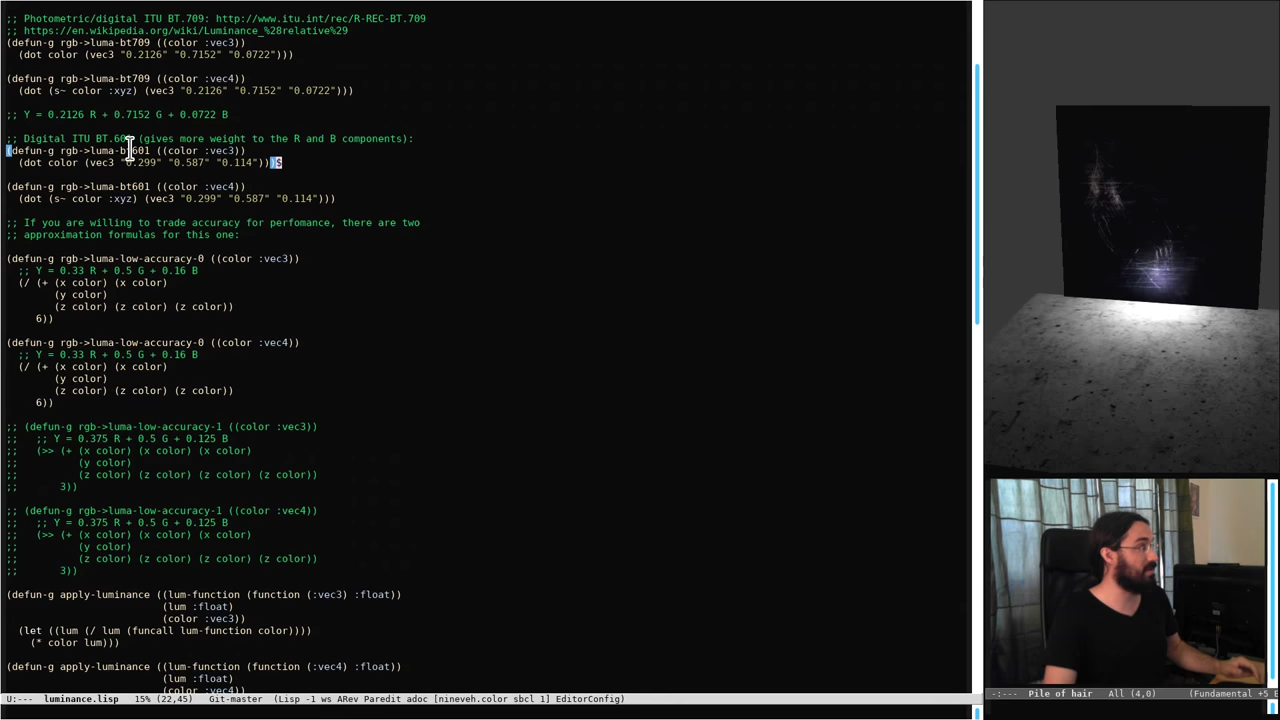 ;; Photometric/digital ITU BT.709: http://www.itu.int/rec/R-REC-BT.709
;; https://en.wikipedia.org/wiki/Luminance_%28relative%29
(defun-g rgb->luma-bt709 ((color :vec3))
  (dot color (vec3 "0.2126" "0.7152" "0.0722")))
(defun-g rgb->luma-bt709 ((color :vec4))
  (dot (s~ color :xyz) (vec3 "0.2126" "0.7152" "0.0722")))
;; Y = 0.2126 R + 0.7152 G + 0.0722 B
;; Digital ITU BT.601 (gives more weight to the R and B components):
(defun-g rgb->luma-bt601 ((color :vec3))
  (dot color (vec3 "0.299" "0.587" "0.114")))$
(defun-g rgb->luma-bt601 ((color :vec4))
  (dot (s~ color :xyz) (vec3 "0.299" "0.587" "0.114")))
;; If you are willing to trade accuracy for perfomance, there are two
;; approximation formulas for this one:
(defun-g rgb->luma-low-accuracy-0 ((color :vec3))
  ;; Y = 0.33 R + 0.5 G + 0.16 B
  (/ (+ (x color) (x color)
        (y color)
        (z color) (z color) (z color))
     6))
(defun-g rgb->luma-low-accuracy-0 ((color :vec4))
  ;; Y = 0.33 R + 0.5 G + 0.16 B
  (/ (+ (x color) (x color)
        (y color)
        (z color) (z color) (z color))
     6))
;; (defun-g rgb->luma-low-accuracy-1 ((color :vec3))
;;   ;; Y = 0.375 R + 0.5 G + 0.125 B
;;   (>> (+ (x color) (x color) (x color)
;;          (y color)
;;          (z color) (z color) (z color) (z color))
;;       3))
;; (defun-g rgb->luma-low-accuracy-1 ((color :vec4))
;;   ;; Y = 0.375 R + 0.5 G + 0.125 B
;;   (>> (+ (x color) (x color) (x color)
;;          (y color)
;;          (z color) (z color) (z color) (z color))
;;       3))
(defun-g apply-luminance ((lum-function (function (:vec3) :float))
                          (lum :float)
                          (color :vec3))
  (let ((lum (/ lum (funcall lum-function color))))
    (* color lum)))
(defun-g apply-luminance ((lum-function (function (:vec4) :float))
                          (lum :float)
                          (color :vec4))
U:---  luminance.lisp   15% (22,45)   Git-master  (Lisp -1 ws ARev Paredit adoc [nineveh.color sbcl 1] EditorConfig)
-:---  Pile of hair   All (4,0)      (Fundamental +5 E